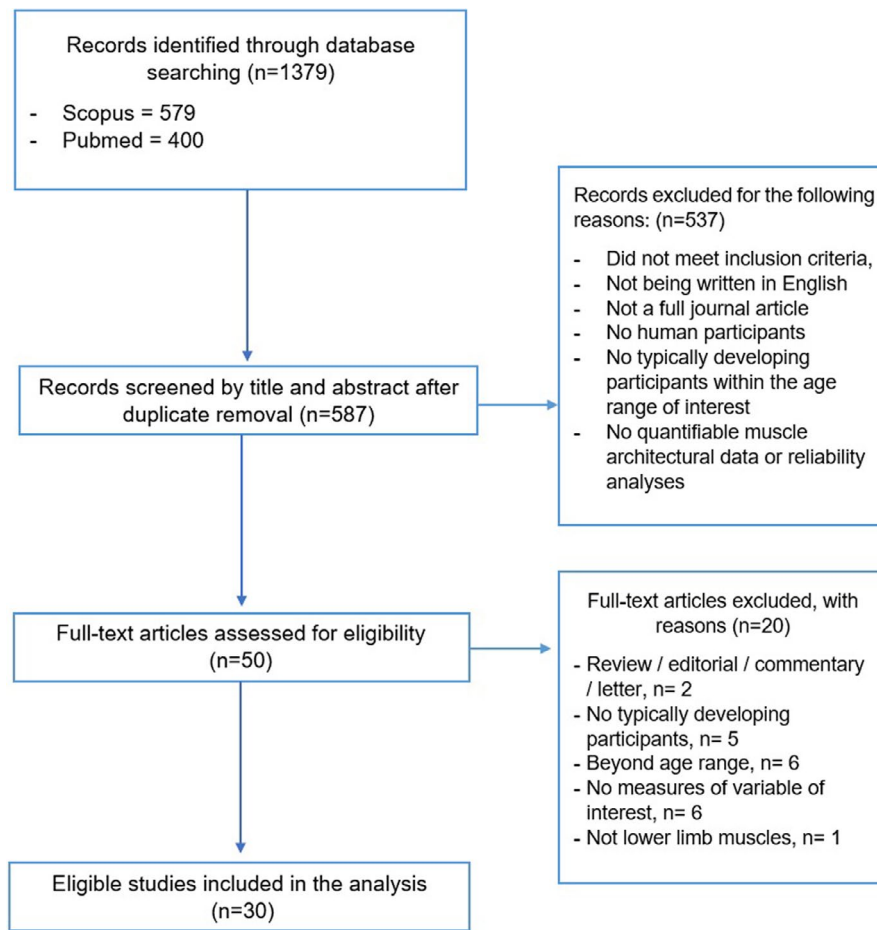 Records identified through database
searching (n=1379)
- Scopus = 579
- Pubmed = 400
Records excluded for the following
reasons: (n=537)
- Did not meet inclusion criteria,
- Not being written in English
- Not a full journal article
- No human participants
- No typically developing
participants within the age
range of interest
- No quantifiable muscle
architectural data or reliability
analyses
Records screened by title and abstract after
duplicate removal (n=587)
Full-text articles assessed for eligibility
(n=50)
Full-text articles excluded, with
reasons (n=20)
- Review / editorial / commentary
/ letter, n= 2
- No typically developing
participants, n= 5
- Beyond age range, n= 6
- No measures of variable of
interest, n= 6
- Not lower limb muscles, n= 1
Eligible studies included in the analysis
(n=30)